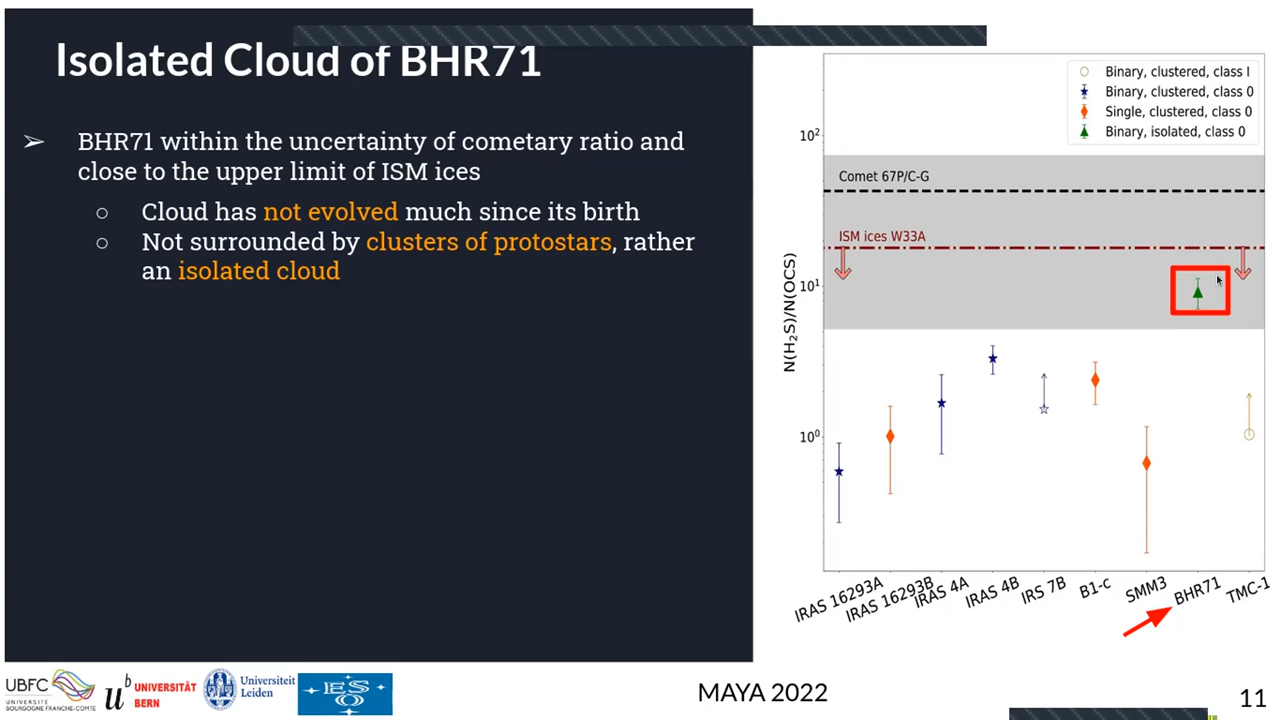 Isolated Cloud of BHR71
➢ BHR71 within the uncertainty of cometary ratio and
close to the upper limit of ISM ices
○ Cloud has not evolved much since its birth
○ Not surrounded by clusters of protostars, rather
an isolated cloud
Binary, clustered, class I
Binary, clustered, class 0
Single, clustered, class 0
Binary, isolated, class 0
10²
Comet 67P/C-G
ISM ices W33A
10¹
N(H₂S)/N(OCS)
10⁰
IRAS 16293A
IRAS 16293B
IRAS 4A
IRAS 4B
IRS 7B
B1-c
SMM3
BHR71
TMC-1
UBFC
UNIVERSITÉ
BOURGOGNE FRANCHE-COMTÉ
u b
UNIVERSITÄT
BERN
Universiteit
Leiden
ESO
MAYA 2022
11